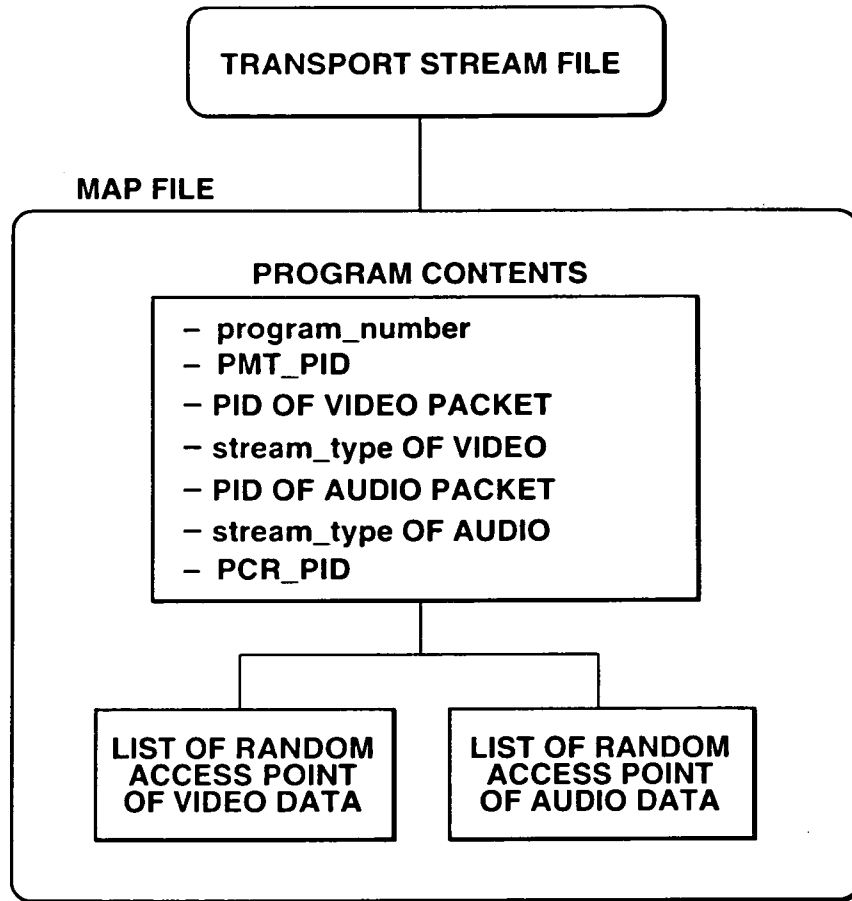 TRANSPORT STREAM FILE
MAP FILE
PROGRAM CONTENTS
– program_number
– PMT_PID
– PID OF VIDEO PACKET
– stream_type OF VIDEO
– PID OF AUDIO PACKET
– stream_type OF AUDIO
– PCR_PID
LIST OF RANDOM
ACCESS POINT
OF VIDEO DATA
LIST OF RANDOM
ACCESS POINT
OF AUDIO DATA